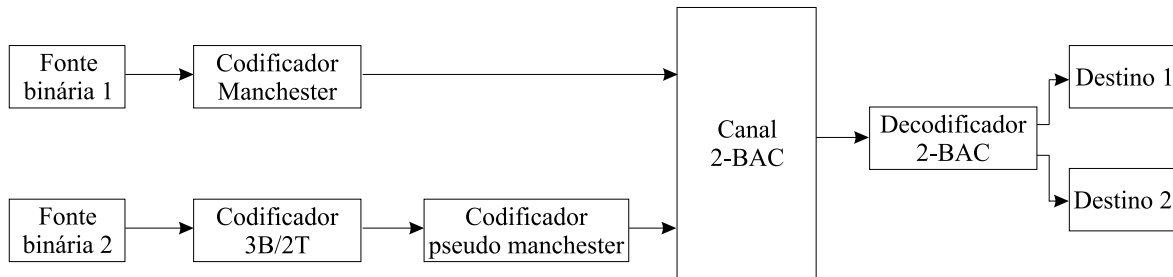 Fonte
binária 1
Codificador
Manchester
Fonte
binária 2
Codificador
3B/2T
Codificador
pseudo manchester
Canal
2-BAC
Decodificador
2-BAC
Destino 1
Destino 2